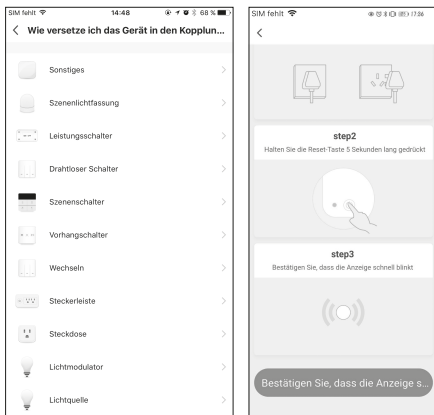 SIM fehlt 14:48 68 %
Wie versetze ich das Gerät in den Kopplun...
Sonstiges
Szenenlichtfassung
Leistungsschalter
Drahtloser Schalter
Szenenschalter
Vorhangschalter
Wechseln
Steckerleiste
Steckdose
Lichtmodulator
Lichtquelle
SIM fehlt
step2
Halten Sie die Reset-Taste 5 Sekunden lang gedrückt
step3
Bestätigen Sie, dass die Anzeige schnell blinkt
Bestätigen Sie, dass die Anzeige s...